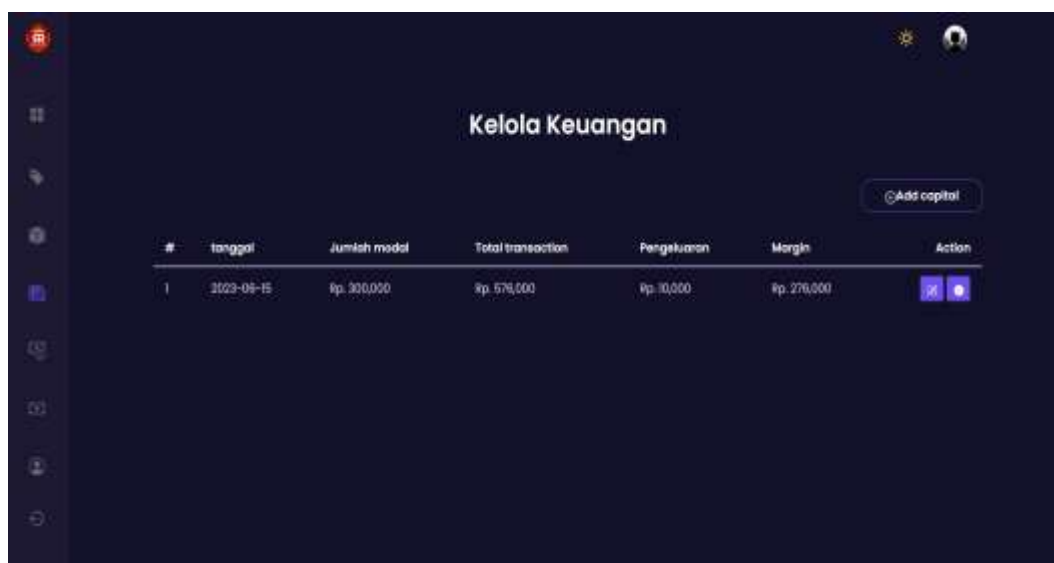 Kelola Keuangan
Add capital
# tanggal Jumlah modal Total transaction Pengeluaran Margin Action
1 2023-06-15 Rp. 300,000 Rp. 576,000 Rp. 10,000 Rp. 276,000